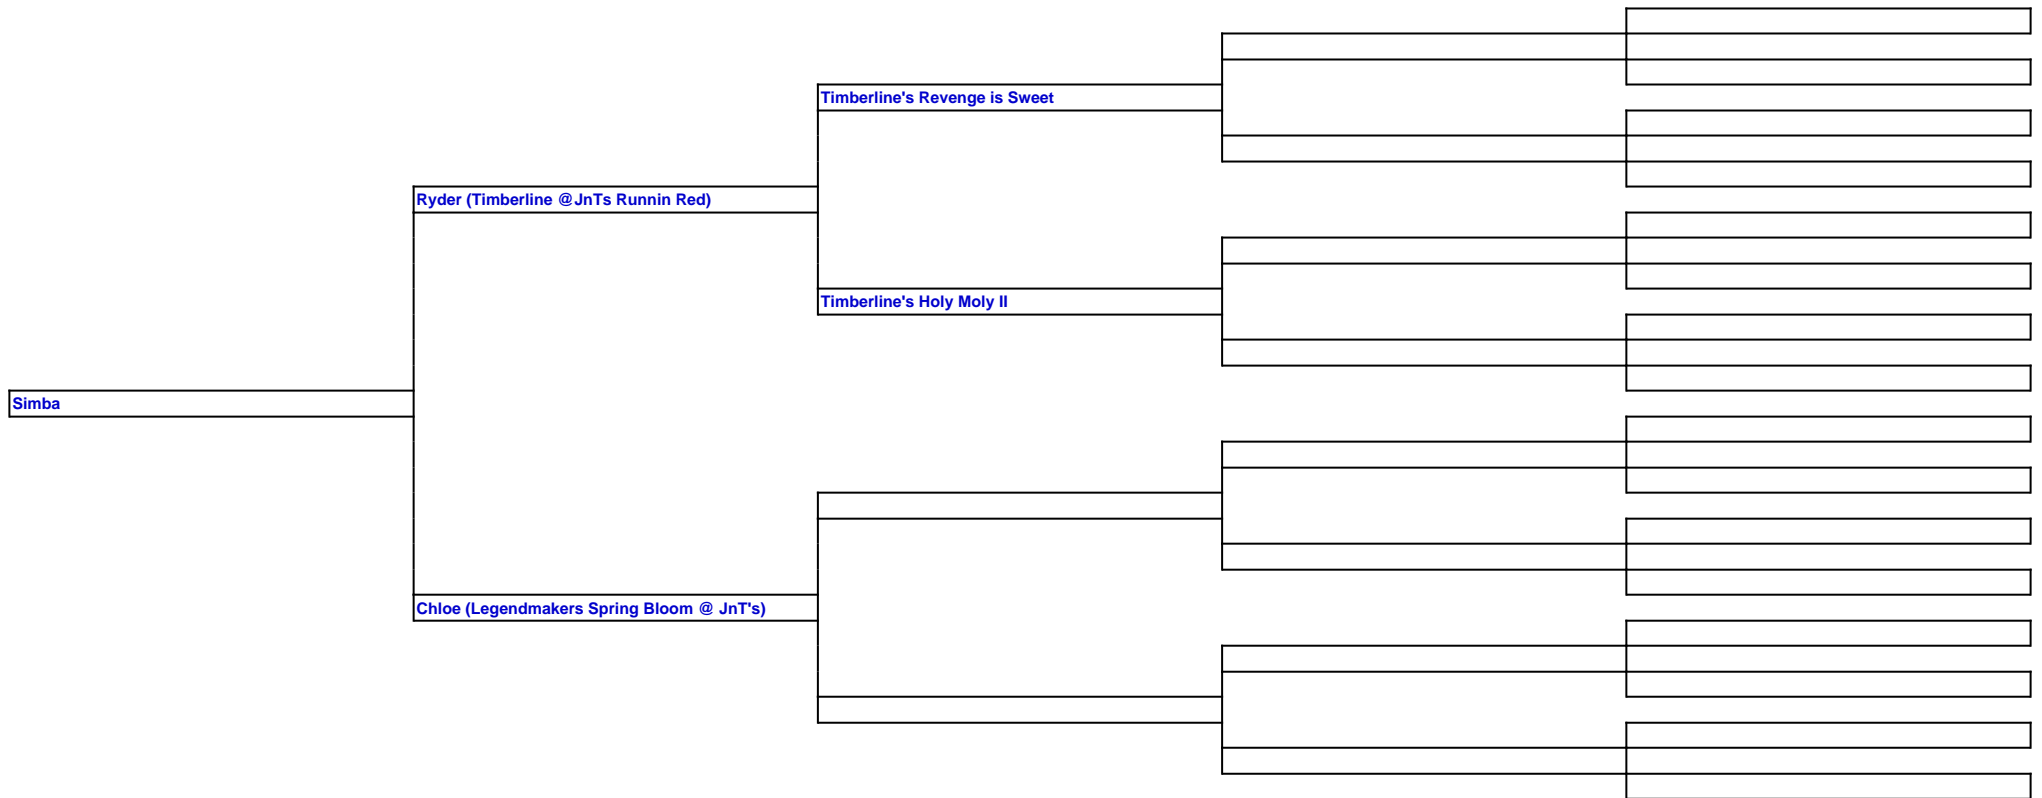 Timberline's Revenge is Sweet
Ryder (Timberline @JnTs Runnin Red)
Timberline's Holy Moly II
Simba
Chloe (Legendmakers Spring Bloom @ JnT's)